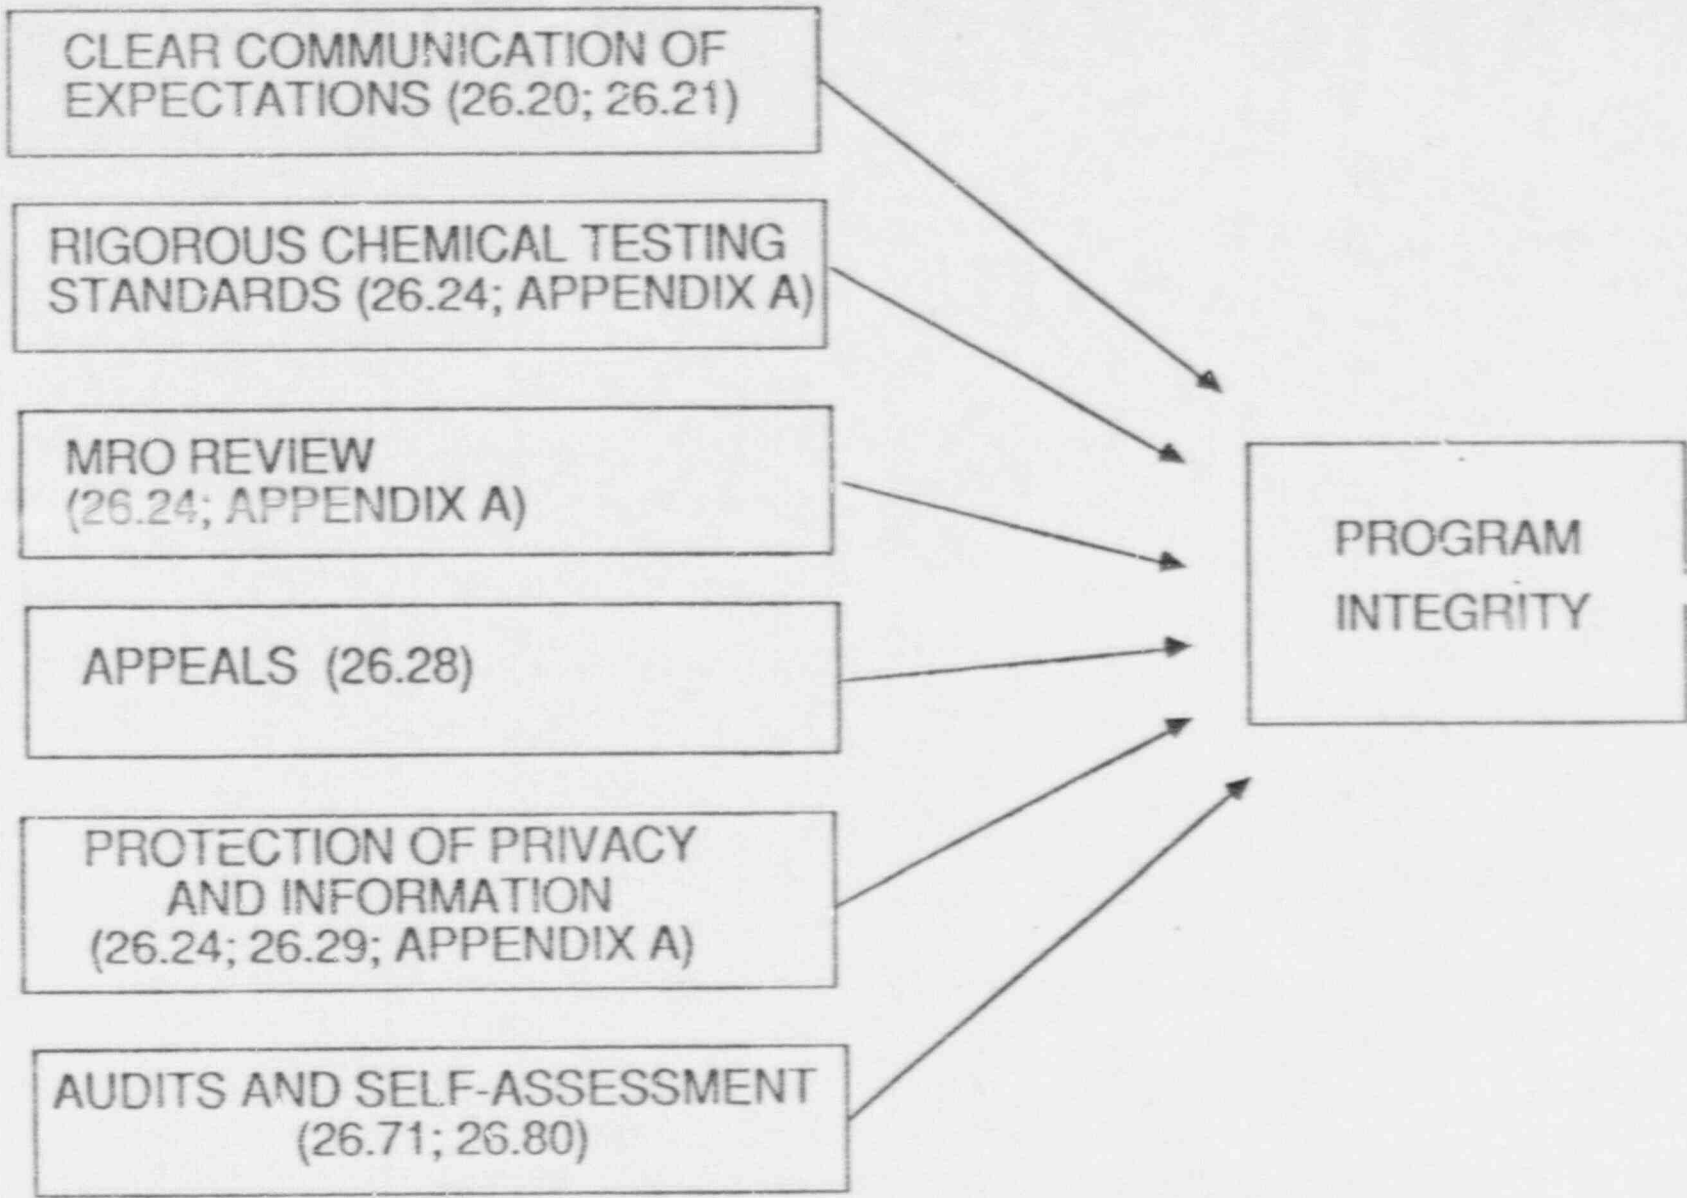 CLEAR COMMUNICATION OF
EXPECTATIONS (26.20; 26.21)
RIGOROUS CHEMICAL TESTING
STANDARDS (26.24; APPENDIX A)
MRO REVIEW
(26.24; APPENDIX A)
APPEALS (26.28)
PROTECTION OF PRIVACY
AND INFORMATION
(26.24; 26.29; APPENDIX A)
AUDITS AND SELF-ASSESSMENT
(26.71; 26.80)
PROGRAM
INTEGRITY